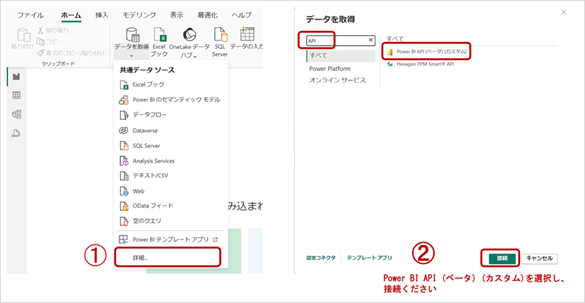 ファイル ホーム 挿入 モデリング 表示 最適化 ヘルプ
貼り付け
切り取り
コピー
書式のコピー/貼り付け
クリップボード
データを取得
Excel ブック
OneLake データ ハブ
SQL Server
データの入力
共通データ ソース
Excel ブック
Power BI のセマンティック モデル
データフロー
Dataverse
SQL Server
Analysis Services
テキスト/CSV
Web
OData フィード
空のクエリ
Power BI テンプレート アプリ
① 詳細...
み込まれ
データを取得
API
すべて
Power Platform
オンライン サービス
すべて
Power BI API (ベータ) (カスタム)
Hexagon PPM Smart® API
認定コネクタ テンプレート アプリ
② 接続 キャンセル
Power BI API (ベータ) (カスタム)を選択し、
接続ください